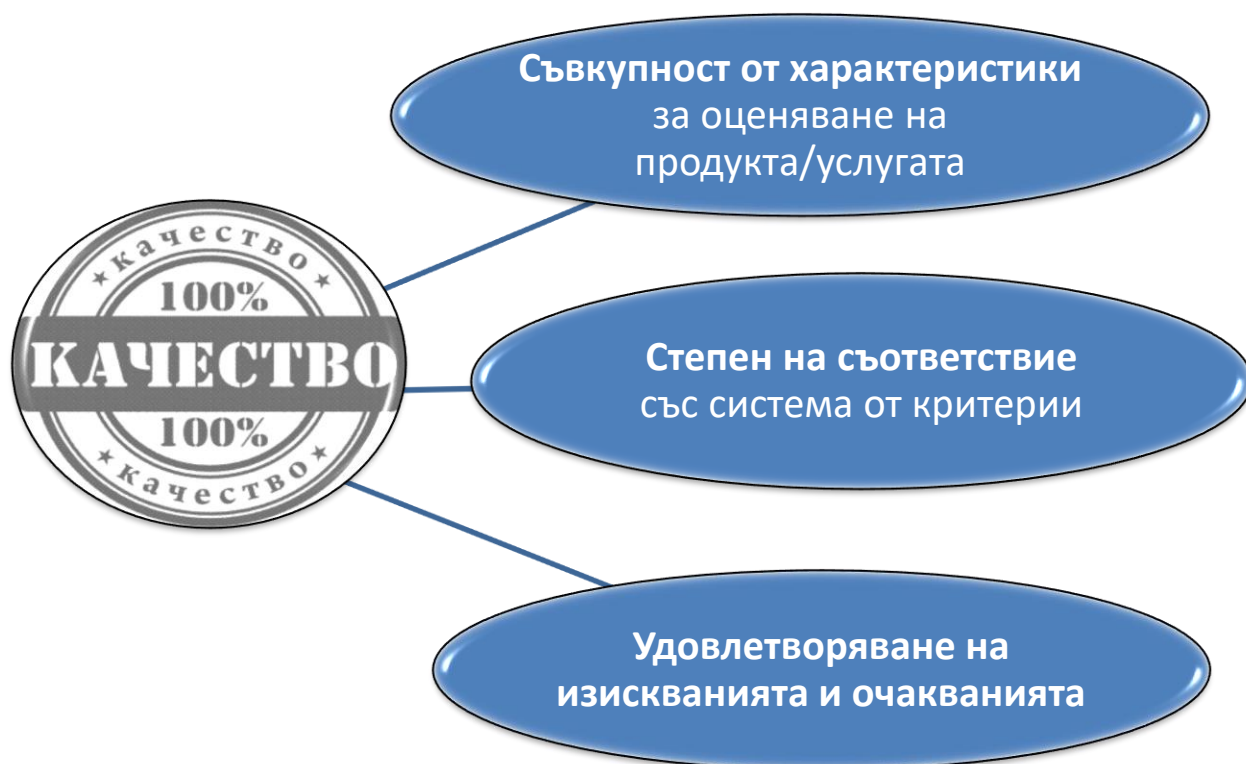 Съвкупност от характеристики
за оценяване на
продукта/услугата
качество
100%
КАЧЕСТВО
100%
качество
Степен на съответствие
със система от критерии
Удовлетворяване на
изискванията и очакванията